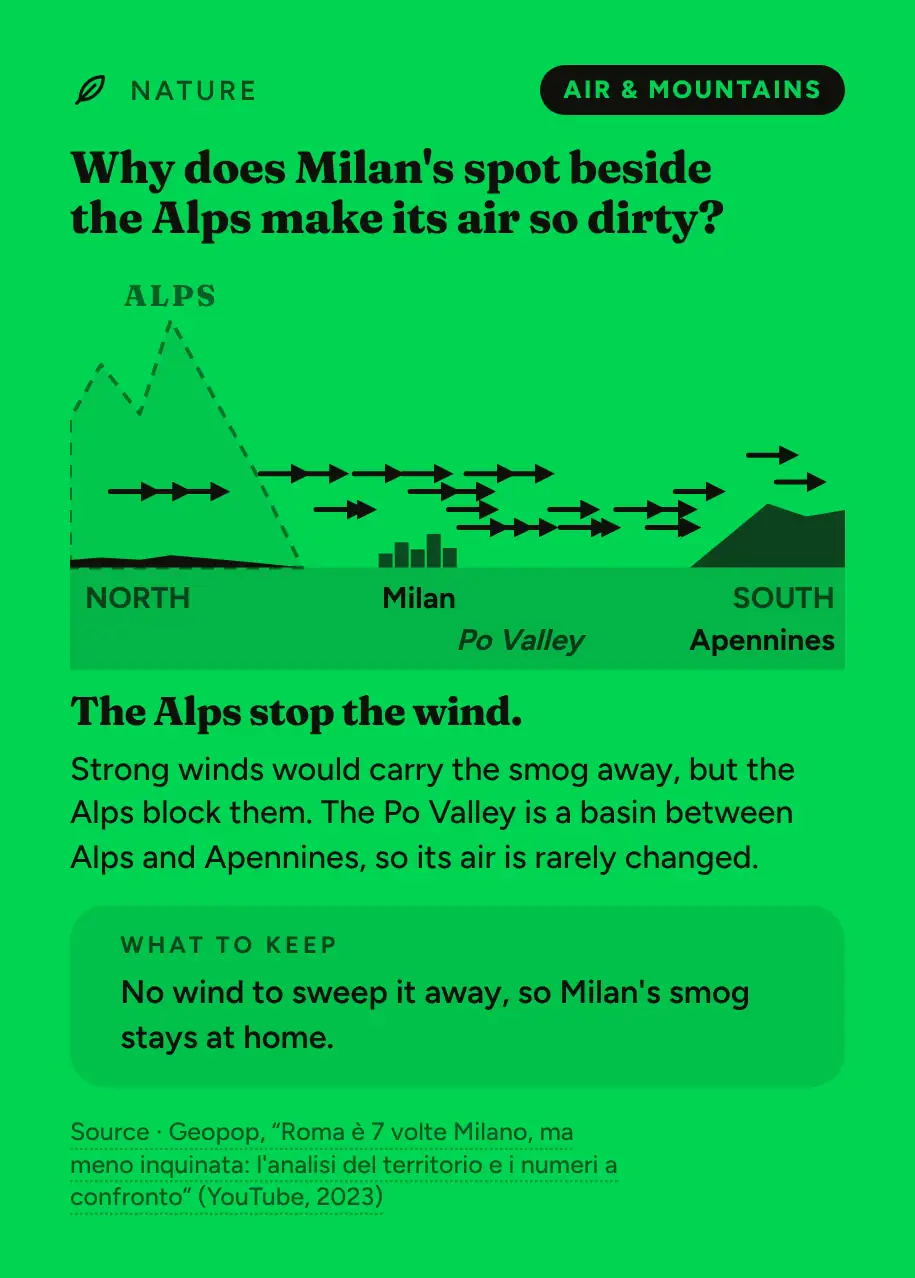 NATURE
AIR & MOUNTAINS
Why does Milan's spot beside
the Alps make its air so dirty?
ALPS
NORTH
Milan
SOUTH
Po Valley
Apennines
The Alps stop the wind.
Strong winds would carry the smog away, but the
Alps block them. The Po Valley is a basin between
Alps and Apennines, so its air is rarely changed.
WHAT TO KEEP
No wind to sweep it away, so Milan's smog
stays at home.
Source · Geopop, “Roma è 7 volte Milano, ma
meno inquinata: l'analisi del territorio e i numeri a
confronto” (YouTube, 2023)